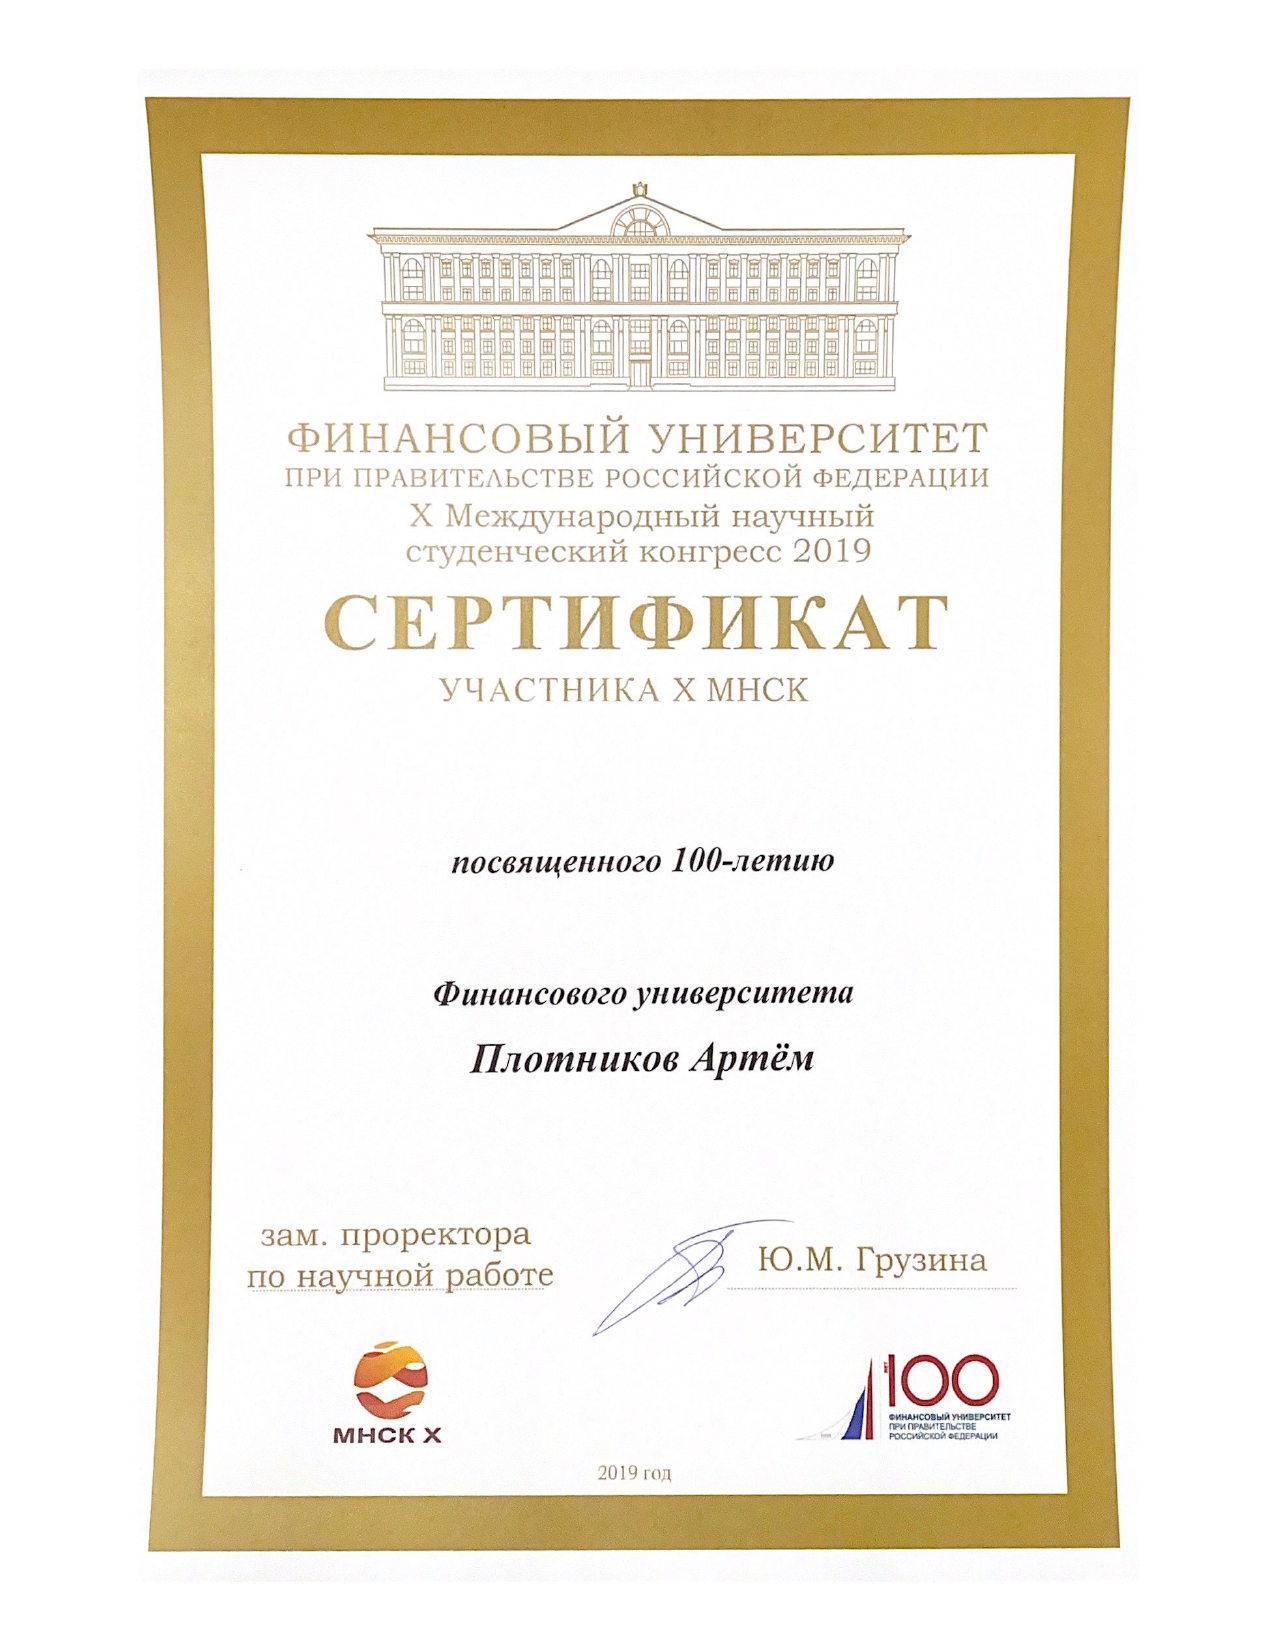 ФИНАНСОВЫЙ УНИВЕРСИТЕТ
ПРИ ПРАВИТЕЛЬСТВЕ РОССИЙСКОЙ ФЕДЕРАЦИИ
X Международный научный
студенческий конгресс 2019
СЕРТИФИКАТ
УЧАСТНИКА X МНСК
посвященного 100-летию
Финансового университета
Плотников Артём
зам. проректора
по научной работе
Ю.М. Грузина
МНСК X
ЛЕТ
100
ФИНАНСОВЫЙ УНИВЕРСИТЕТ
ПРИ ПРАВИТЕЛЬСТВЕ
РОССИЙСКОЙ ФЕДЕРАЦИИ
2019 год